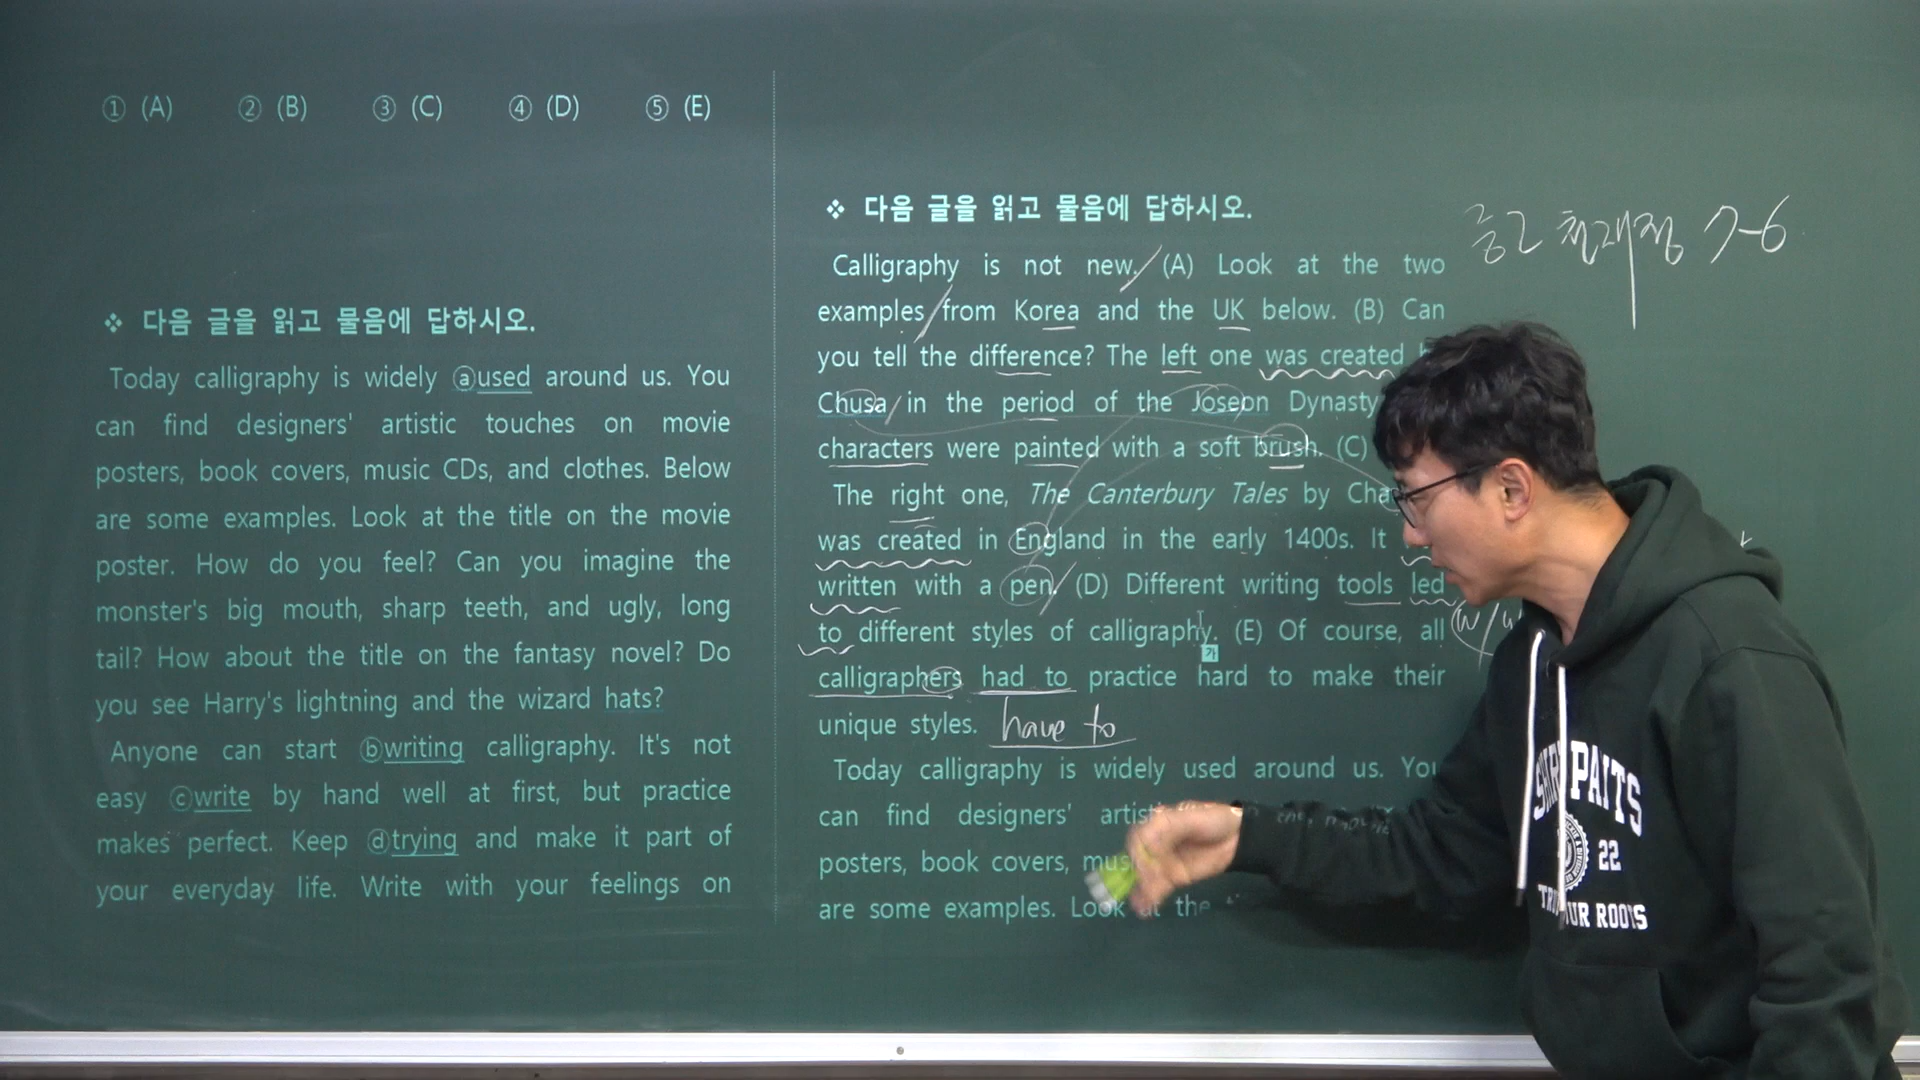 ① (A) ② (B) ③ (C) ④ (D) ⑤ (E)
❖ 다음 글을 읽고 물음에 답하시오.
Today calligraphy is widely ⓐused around us. You
can find designers' artistic touches on movie
posters, book covers, music CDs, and clothes. Below
are some examples. Look at the title on the movie
poster. How do you feel? Can you imagine the
monster's big mouth, sharp teeth, and ugly, long
tail? How about the title on the fantasy novel? Do
you see Harry's lightning and the wizard hats?
Anyone can start ⓑwriting calligraphy. It's not
easy ⓒwrite by hand well at first, but practice
makes perfect. Keep ⓓtrying and make it part of
your everyday life. Write with your feelings on
❖ 다음 글을 읽고 물음에 답하시오.
Calligraphy is not new. (A) Look at the two
examples from Korea and the UK below. (B) Can
you tell the difference? The left one was created
Chusa in the period of the Joseon Dynasty
characters were painted with a soft brush. (C)
The right one, The Canterbury Tales by
was created in England in the early 1400s. It
written with a pen. (D) Different writing tools led
to different styles of calligraphy. (E) Of course, all
calligraphers had to practice hard to make their
unique styles. have to
Today calligraphy is widely used around us. You
can find designers'
posters, book covers,
are some examples. Look at the
중2 천재정 7-6
가
PAITS
22
ROOTS